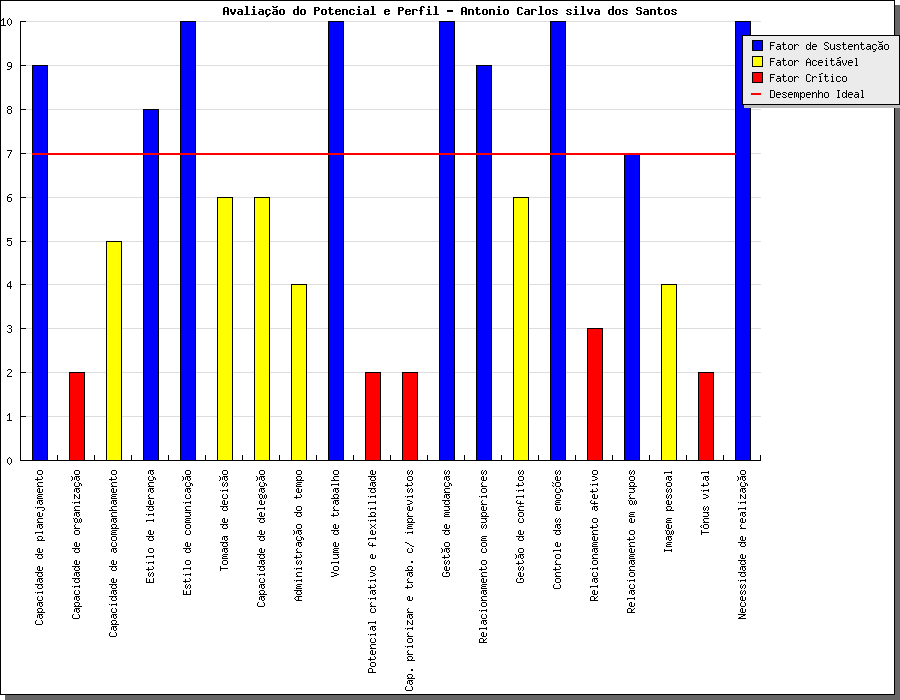 Avaliação do Potencial e Perfil - Antonio Carlos silva dos Santos
Fator de Sustentação
Fator Aceitável
Fator Crítico
Desempenho Ideal
10
9
8
7
6
5
4
3
2
1
0
Capacidade de planejamento
Capacidade de organização
Capacidade de acompanhamento
Estilo de liderança
Estilo de comunicação
Tomada de decisão
Capacidade de delegação
Administração do tempo
Volume de trabalho
Potencial criativo e flexibilidade
Cap. priorizar e trab. c/ imprevistos
Gestão de mudanças
Relacionamento com superiores
Gestão de conflitos
Controle das emoções
Relacionamento afetivo
Relacionamento em grupos
Imagem pessoal
Tônus vital
Necessidade de realização